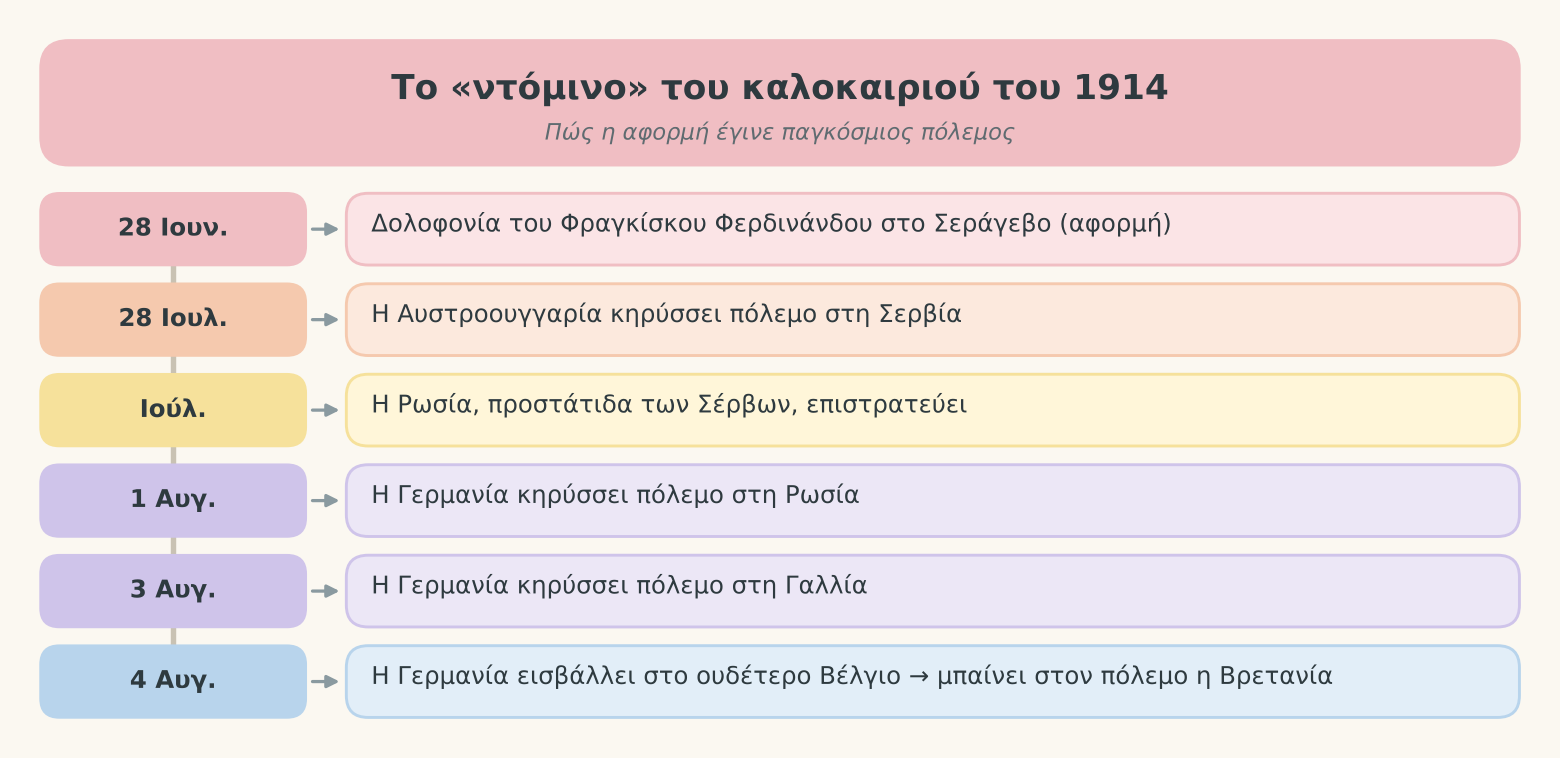 Το «ντόμινο» του καλοκαιριού του 1914
Πώς η αφορμή έγινε παγκόσμιος πόλεμος
28 Ιουν.
Δολοφονία του Φραγκίσκου Φερδινάνδου στο Σεράγεβο (αφορμή)
28 Ιουλ.
Η Αυστροουγγαρία κηρύσσει πόλεμο στη Σερβία
Ιούλ.
Η Ρωσία, προστάτιδα των Σέρβων, επιστρατεύει
1 Αυγ.
Η Γερμανία κηρύσσει πόλεμο στη Ρωσία
3 Αυγ.
Η Γερμανία κηρύσσει πόλεμο στη Γαλλία
4 Αυγ.
Η Γερμανία εισβάλλει στο ουδέτερο Βέλγιο → μπαίνει στον πόλεμο η Βρετανία